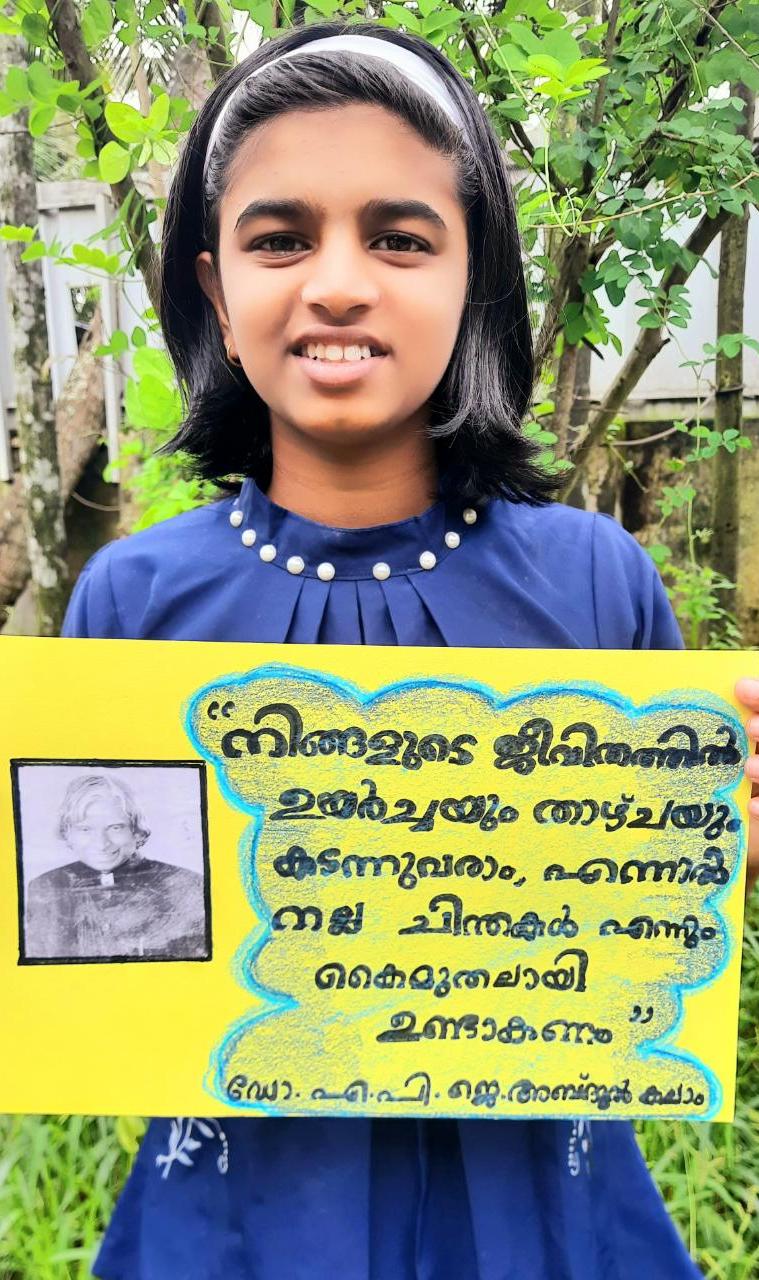 “നിങ്ങളുടെ ജീവിതത്തിൽ
ഉയർച്ചയും താഴ്ചയും
കടന്നുവരാം, എന്നാൽ
നല്ല ചിന്തകൾ എന്നും
കൈമുതലായി
ഉണ്ടാകണം”
ഡോ. എ.പി. ജെ.അബ്ദുൽ കലാം